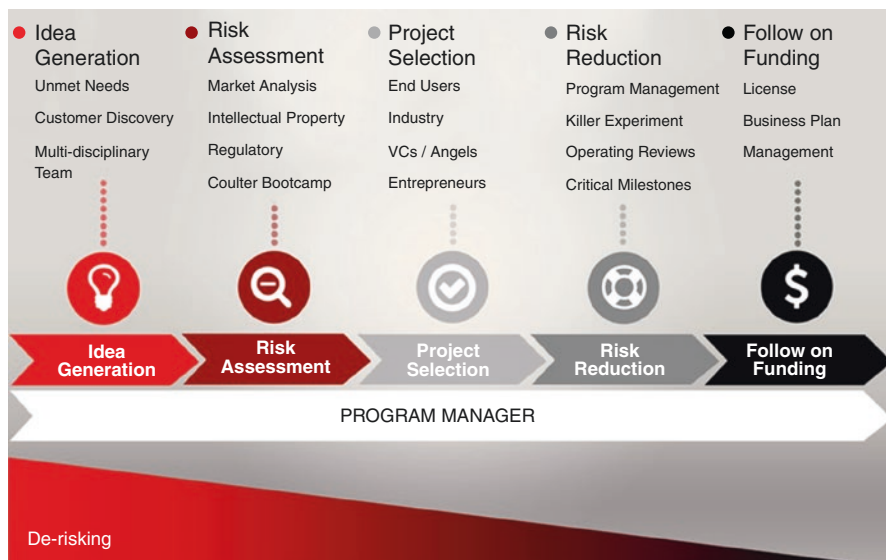 Idea
Generation
Unmet Needs
Customer Discovery
Multi-disciplinary
Team
Risk
Assessment
Market Analysis
Intellectual Property
Regulatory
Coulter Bootcamp
Project
Selection
End Users
Industry
VCs / Angels
Entrepreneurs
Risk
Reduction
Program Management
Killer Experiment
Operating Reviews
Critical Milestones
Follow on
Funding
License
Business Plan
Management
$
Idea
Generation
Risk
Assessment
Project
Selection
Risk
Reduction
Follow on
Funding
PROGRAM MANAGER
De-risking